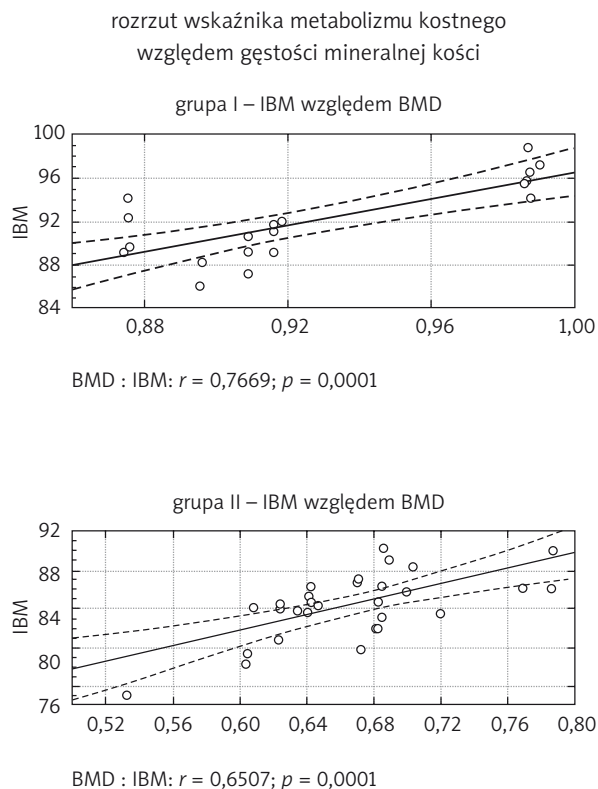 rozrzut wskaźnika metabolizmu kostnego
względem gęstości mineralnej kości
grupa I – IBM względem BMD
100
96
92
88
84
IBM
0,88
0,92
0,96
1,00
BMD : IBM: r = 0,7669; p = 0,0001
grupa II – IBM względem BMD
92
88
84
80
76
IBM
0,52
0,56
0,60
0,64
0,68
0,72
0,76
0,80
BMD : IBM: r = 0,6507; p = 0,0001